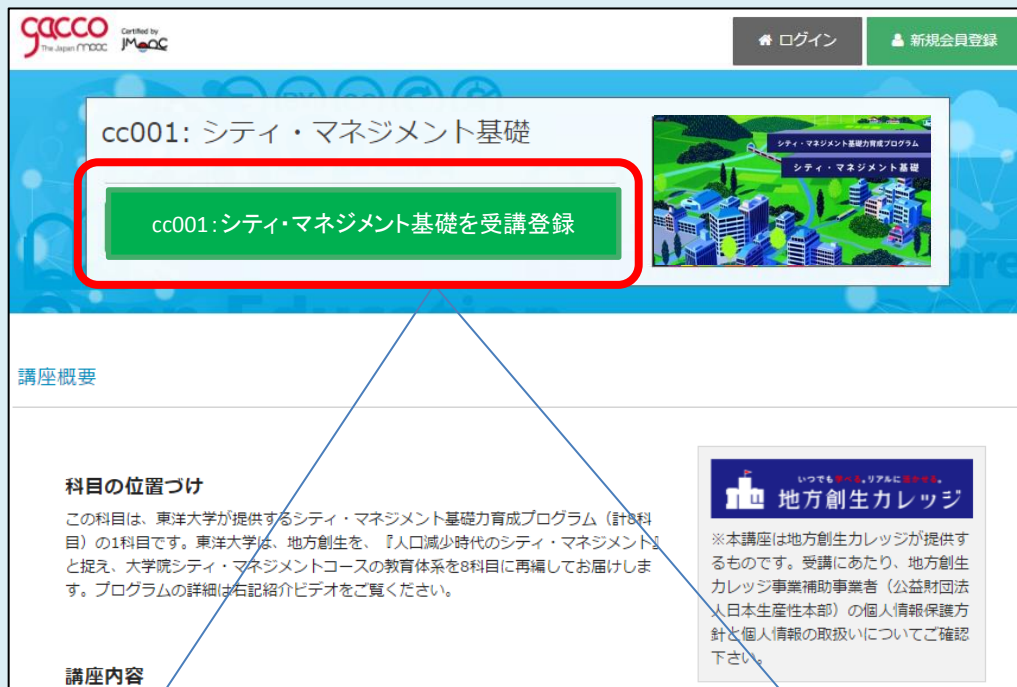 gacco
The Japan MOOC
Certified by
JMOOC
ログイン
新規会員登録
cc001: シティ・マネジメント基礎
シティ・マネジメント基礎力育成プログラム
シティ・マネジメント基礎
cc001：シティ・マネジメント基礎を受講登録
Open Education
講座概要
科目の位置づけ
この科目は、東洋大学が提供するシティ・マネジメント基礎力育成プログラム（計8科
目）の1科目です。東洋大学は、地方創生を、『人口減少時代のシティ・マネジメント』
と捉え、大学院シティ・マネジメントコースの教育体系を8科目に再編してお届けしま
す。プログラムの詳細は右記紹介ビデオをご覧ください。
講座内容
いつでも学べる。リアルに
地方創生カレッジ
※本講座は地方創生カレッジが提供す
るものです。受講にあたり、地方創生
カレッジ事業補助事業者（公益財団法
人日本生産性本部）の個人情報保護方
針と個人情報の取扱いについてご確認
下さい。